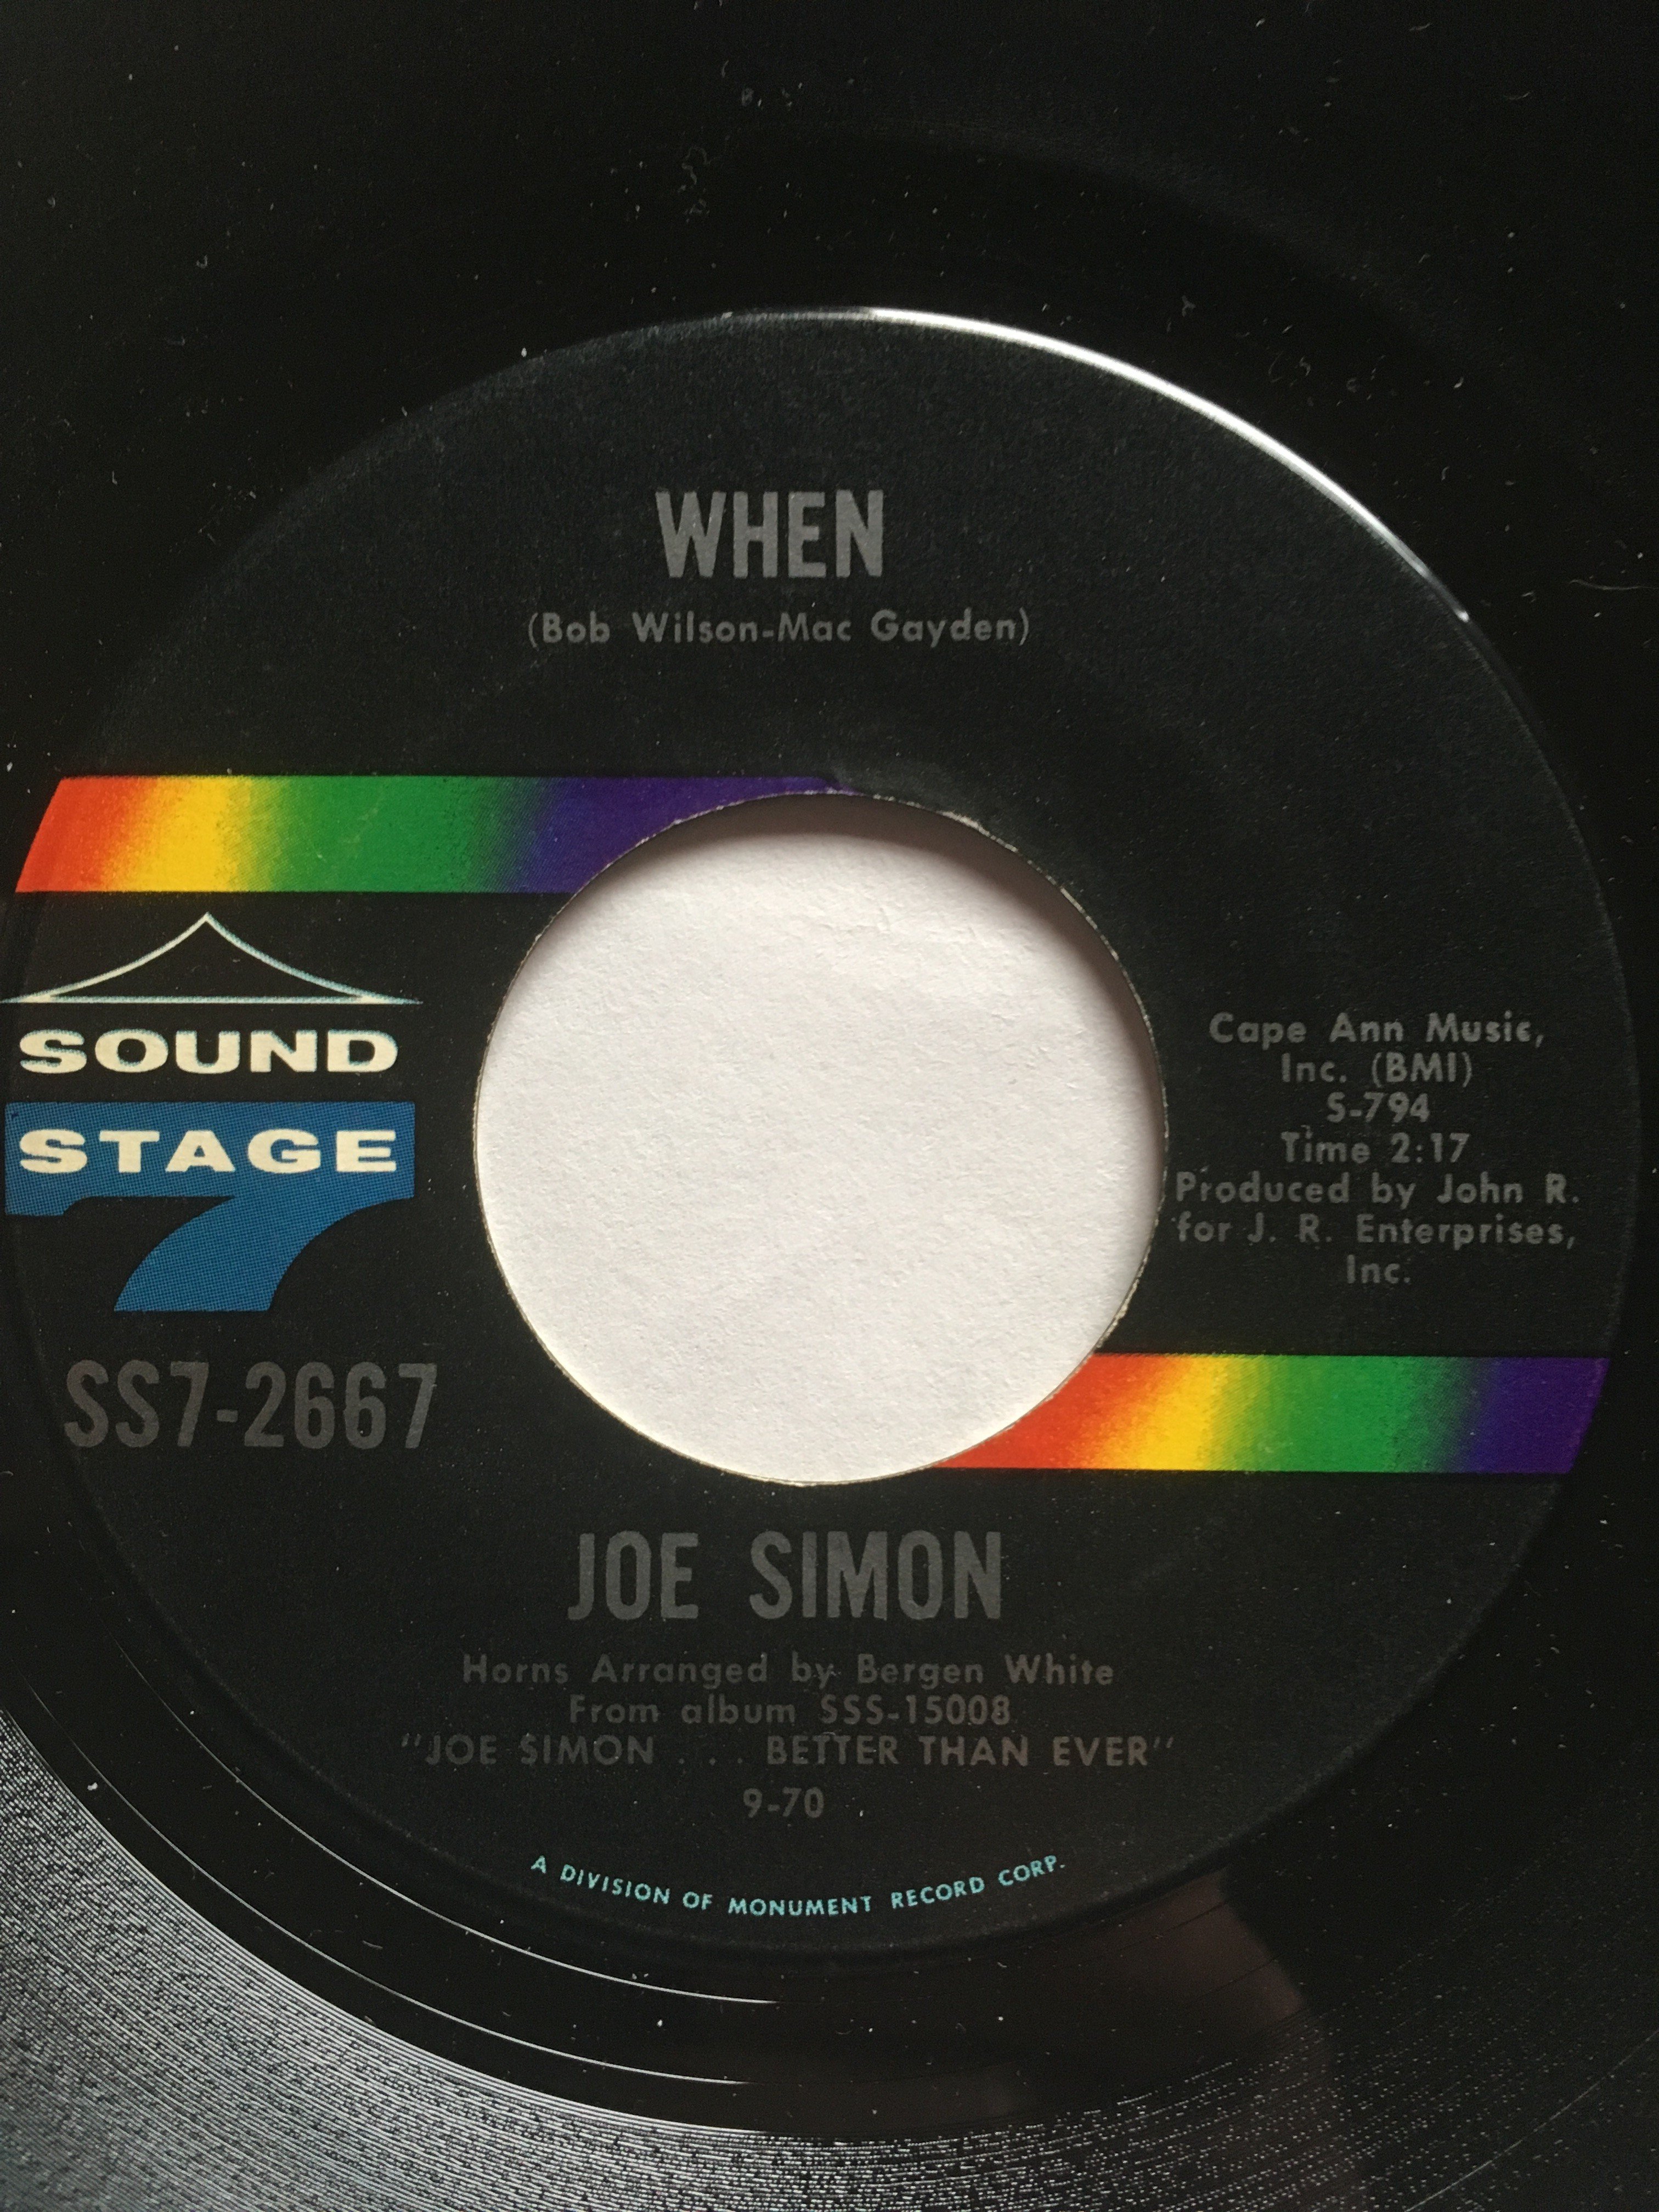 WHEN
(Bob Wilson-Mac Gayden)
SOUND
STAGE
7
SS7-2667
Cape Ann Music,
Inc. (BMI)
S-794
Time 2:17
Produced by John R.
for J. R. Enterprises,
Inc.
JOE SIMON
Horns Arranged by Bergen White
From album SSS-15008
"JOE SIMON . . . BETTER THAN EVER"
9-70
A DIVISION OF MONUMENT RECORD CORP.